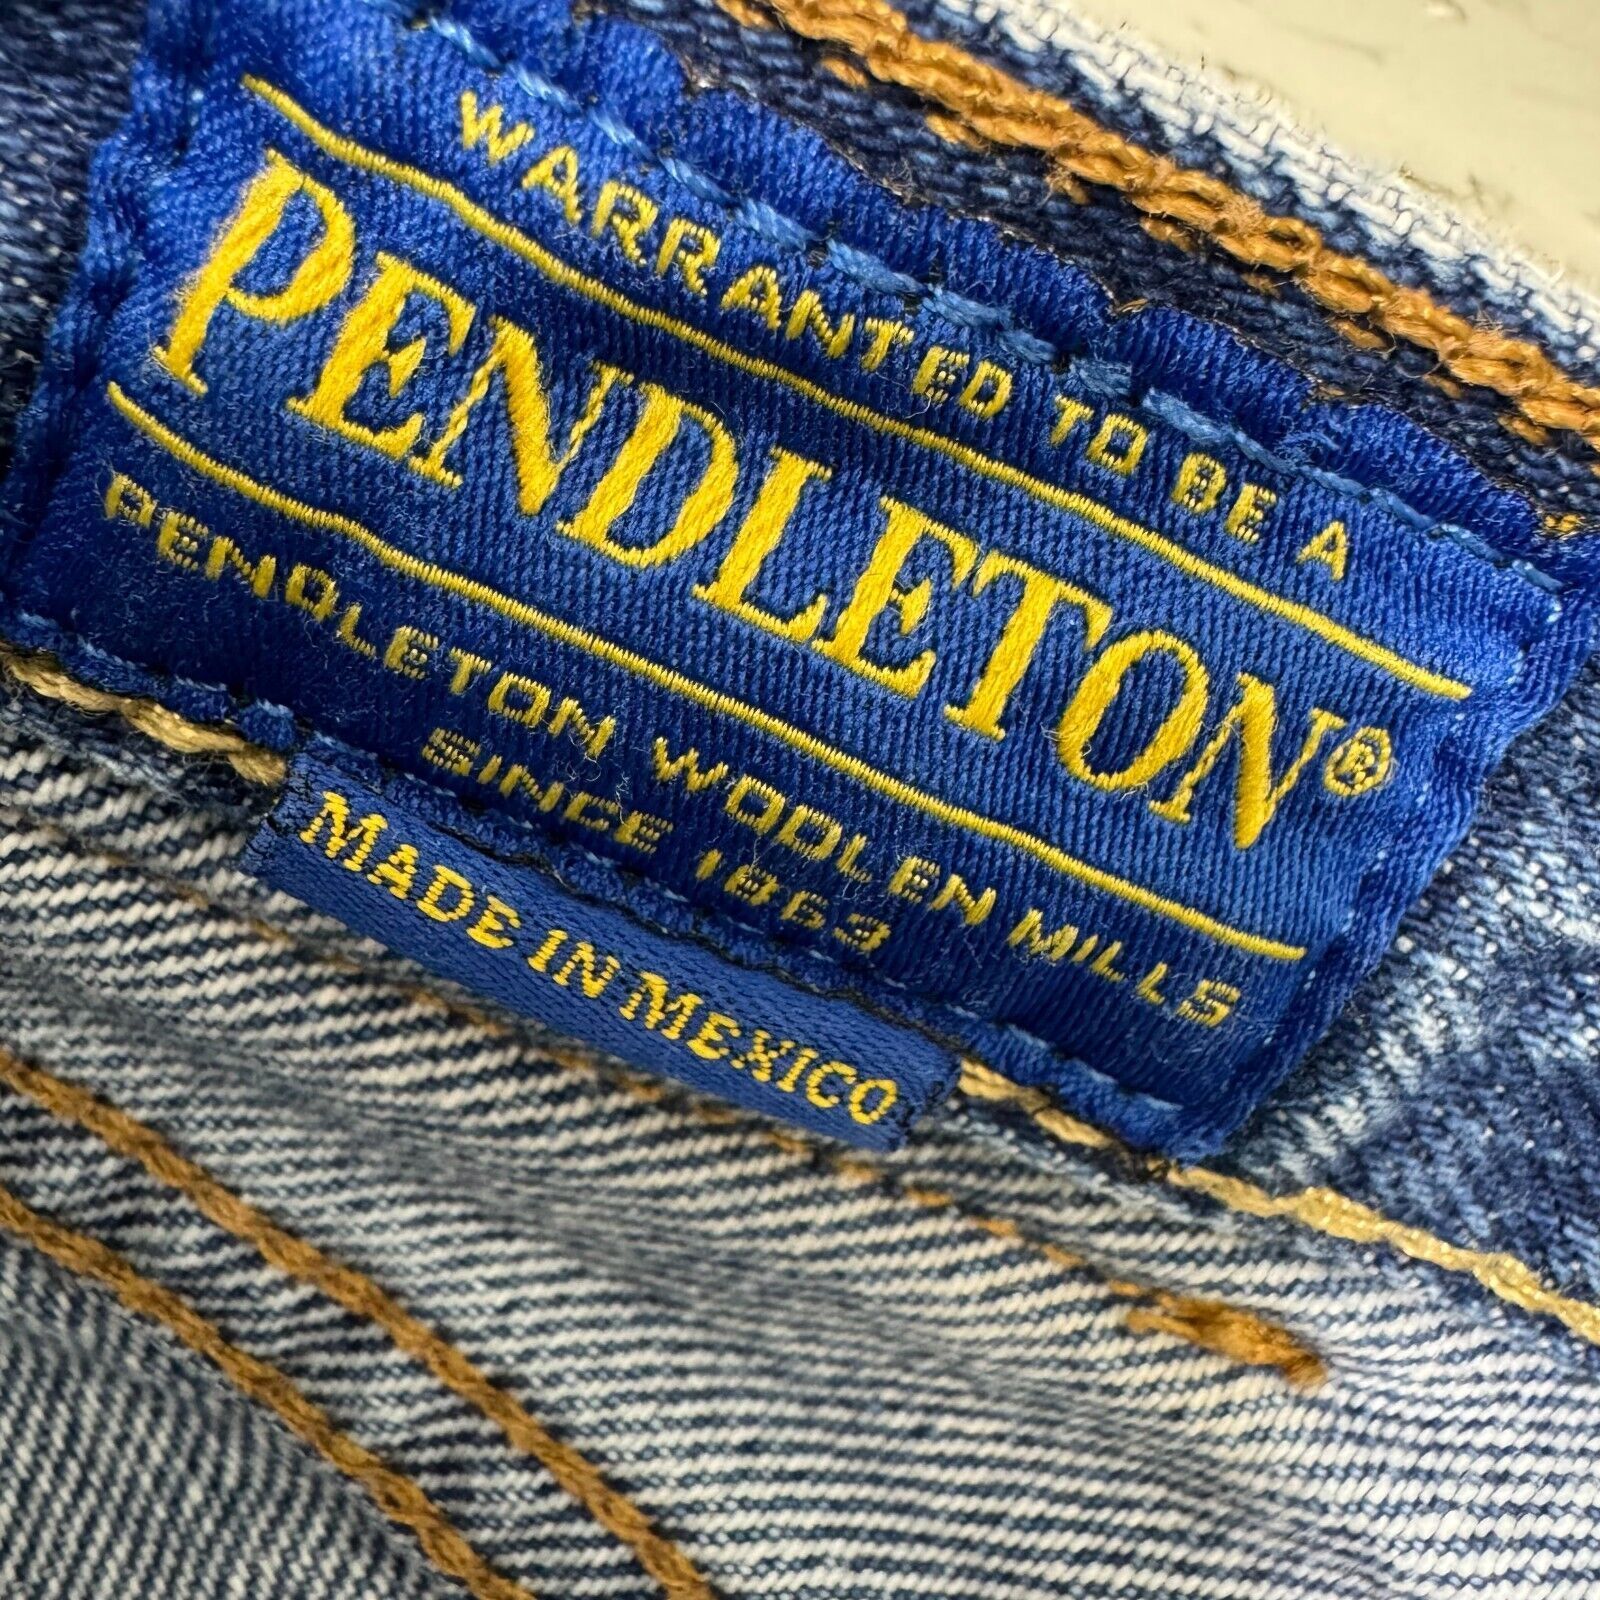 WARRANTED TO BE A
PENDLETON®
PENDLETON WOOLEN MILLS
SINCE 1863
MADE IN MEXICO